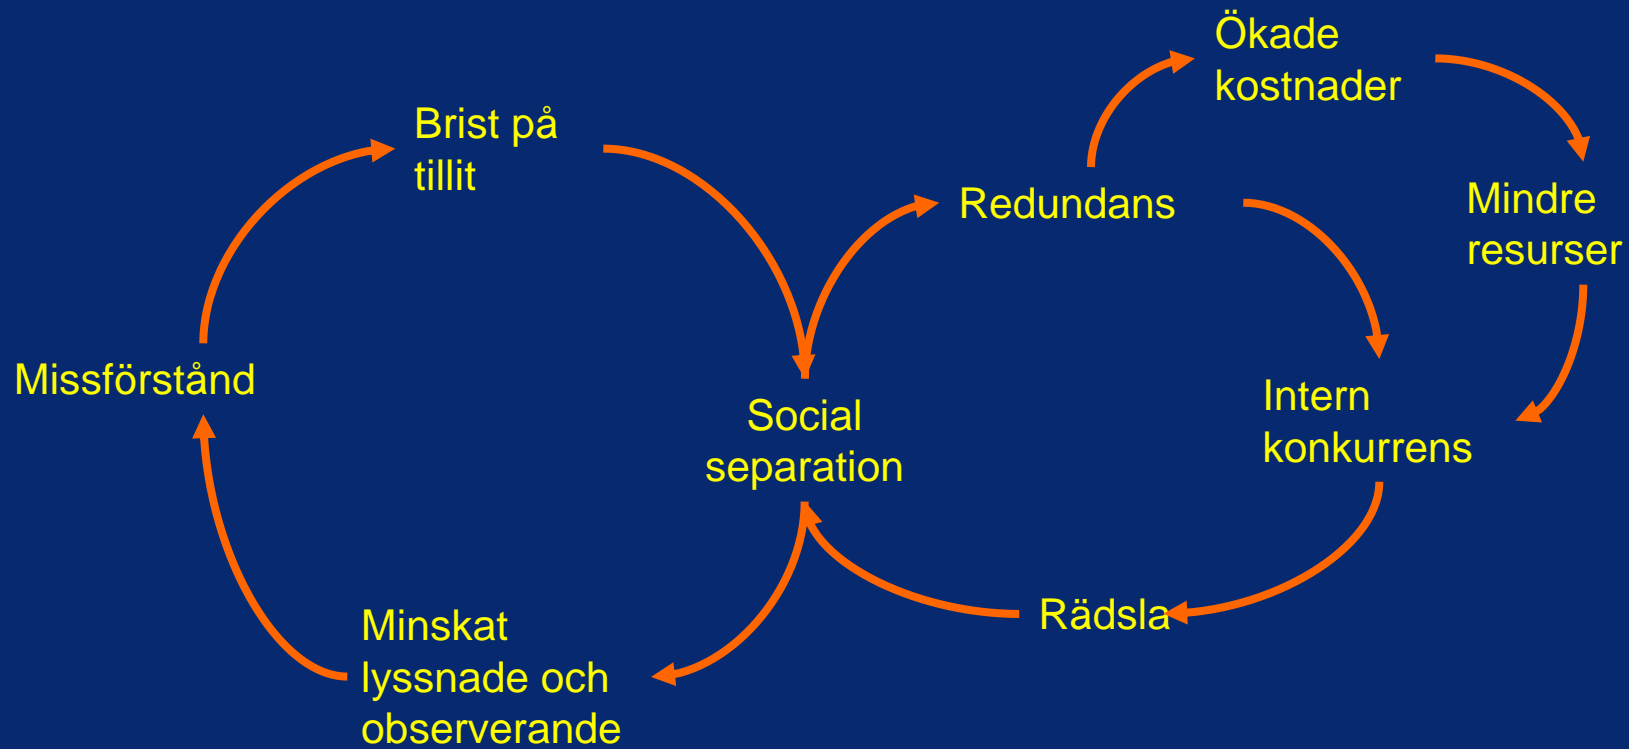 Ökade
kostnader
Brist på
tillit
Redundans
Mindre
resurser
Missförstånd
Social
separation
Intern
konkurrens
Rädsla
Minskat
lyssnade och
observerande